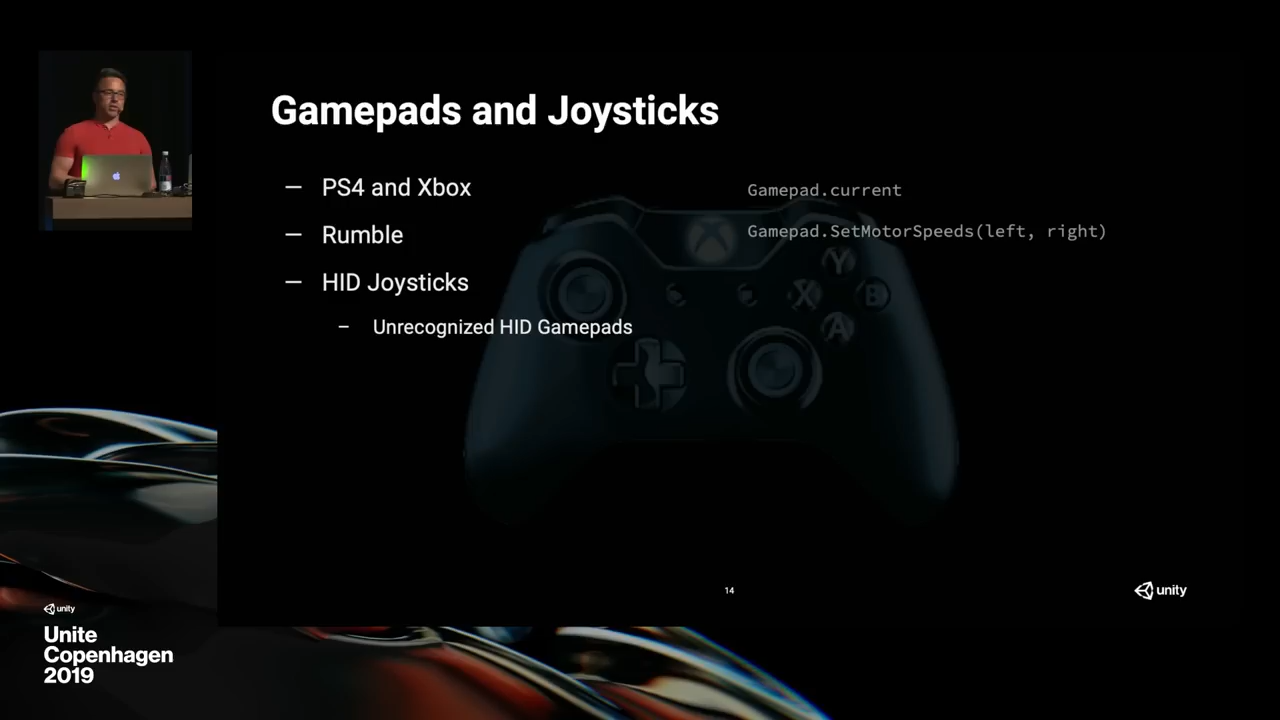 Gamepads and Joysticks
— PS4 and Xbox
— Rumble
— HID Joysticks
– Unrecognized HID Gamepads
Gamepad.current
Gamepad.SetMotorSpeeds(left, right)
Y
X
B
A
14
unity
unity
Unite
Copenhagen
2019